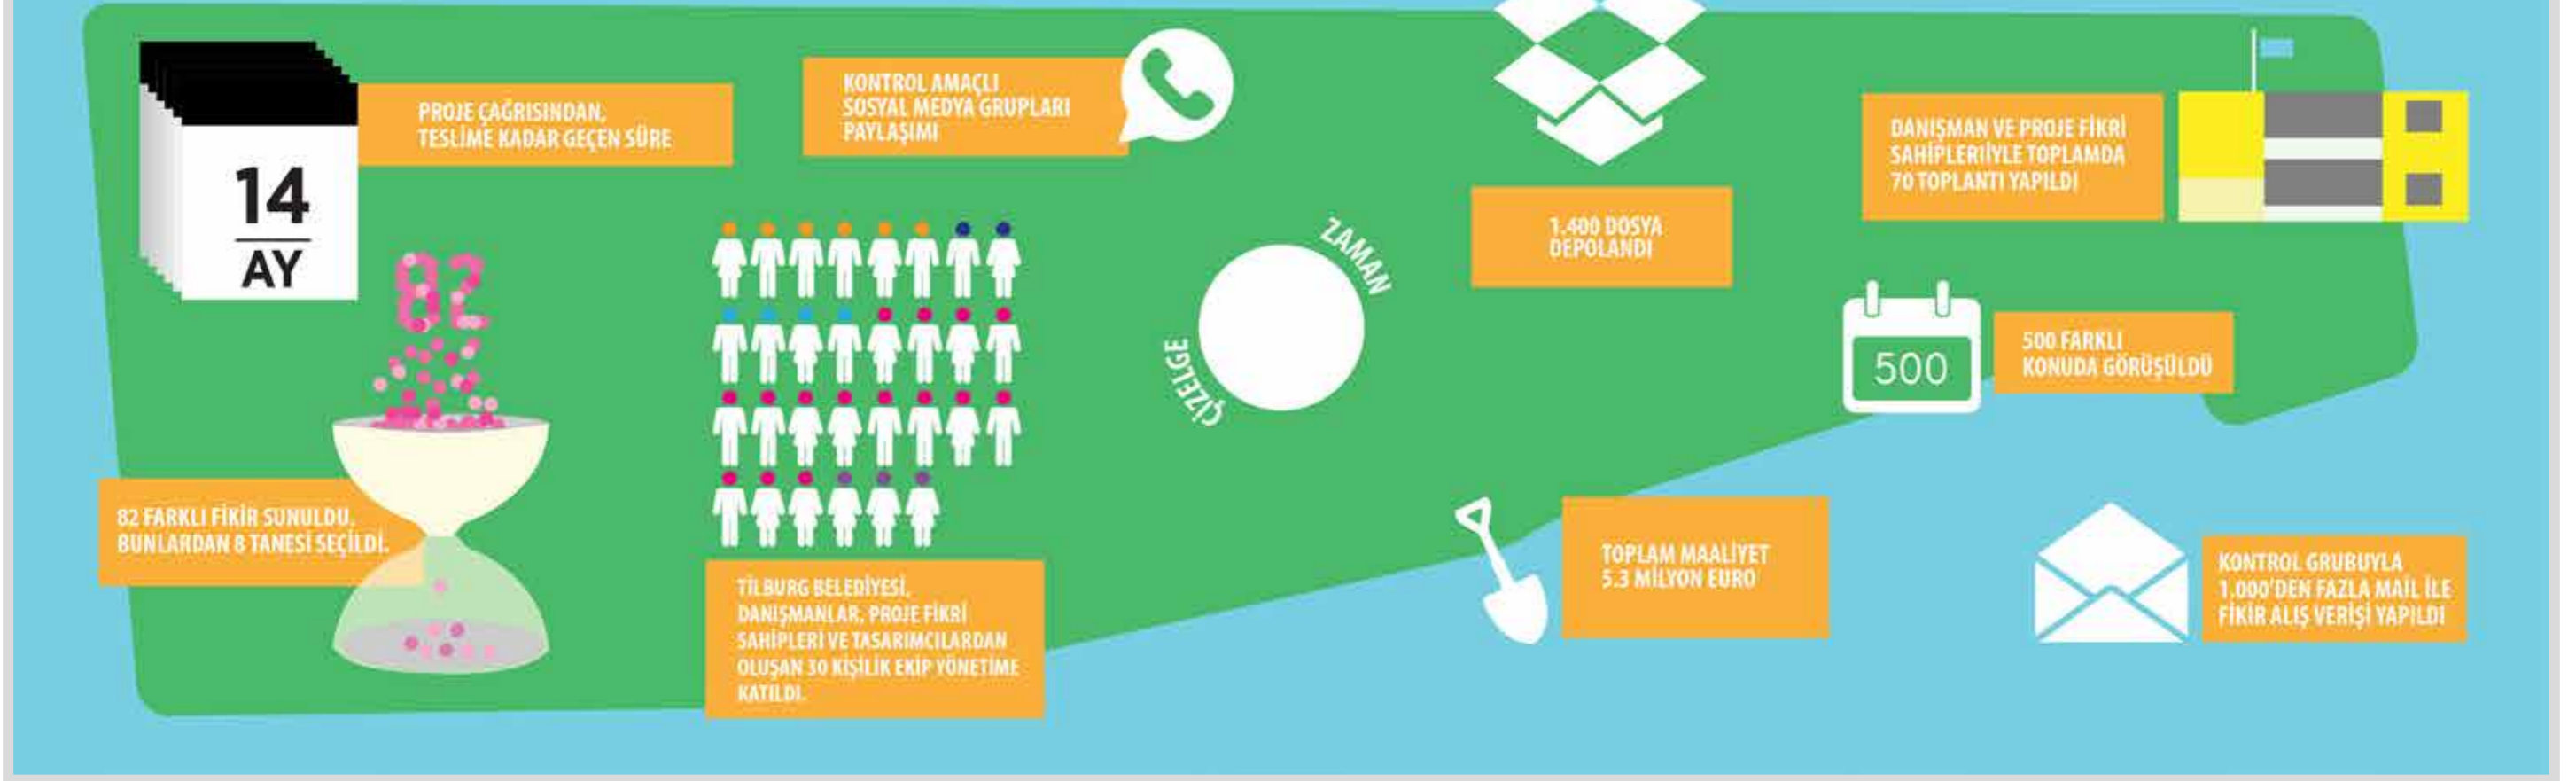 14
AY
PROJE ÇAĞRISINDAN,
TESLİME KADAR GEÇEN SÜRE
KONTROL AMAÇLI
SOSYAL MEDYA GRUPLARI
PAYLAŞIMI
1.400 DOSYA
DEPOLANDI
DANIŞMAN VE PROJE FİKRİ
SAHİPLERİİYLE TOPLAMDA
70 TOPLANTI YAPILDI
82
ZAMAN
ÇİZELGE
500
500 FARKLI
KONUDA GÖRÜŞÜLDÜ
82 FARKLI FİKİR SUNULDU.
BUNLARDAN 8 TANESİ SEÇİLDİ.
TİLBURG BELEDİYESİ,
DANIŞMANLAR, PROJE FİKRİ
SAHİPLERİ VE TASARIMCILARDAN
OLUŞAN 30 KİŞİLİK EKİP YÖNETİME
KATILDI.
TOPLAM MAALİYET
5.3 MİLYON EURO
KONTROL GRUBUYLA
1.000'DEN FAZLA MAİL İLE
FİKİR ALIŞ VERİŞİ YAPILDI